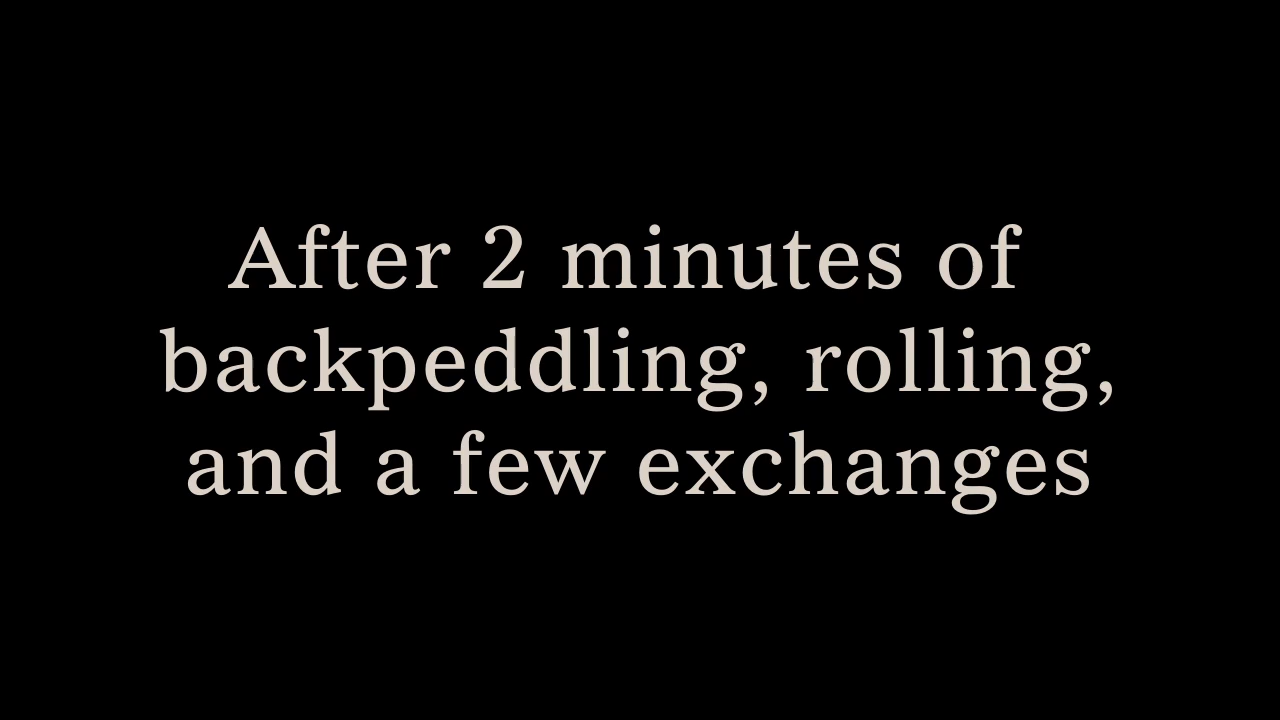 After 2 minutes of
backpeddling, rolling,
and a few exchanges